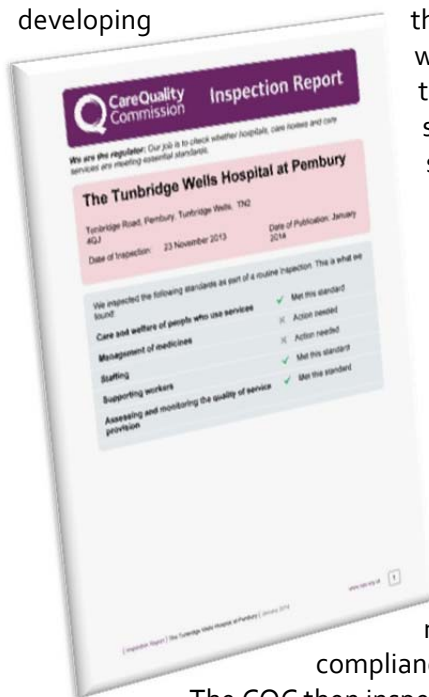 developing
CareQuality
Commission
Inspection Report
We are the regulator: Our job is to check whether hospitals, care homes and care
services are meeting essential standards.
The Tunbridge Wells Hospital at Pembury
Tonbridge Road, Pembury, Tunbridge Wells, TN2
4QJ
Date of Inspection: 23 November 2013
Date of Publication: January
2014
We inspected the following standards as part of a routine inspection. This is what we
found:
Care and welfare of people who use services
Met this standard
Management of medicines
Action needed
Staffing
Action needed
Supporting workers
Met this standard
Assessing and monitoring the quality of service
provision
Met this standard
| Inspection Report | The Tunbridge Wells Hospital at Pembury | January 2014
www.cqc.org.uk
1
The CQC then